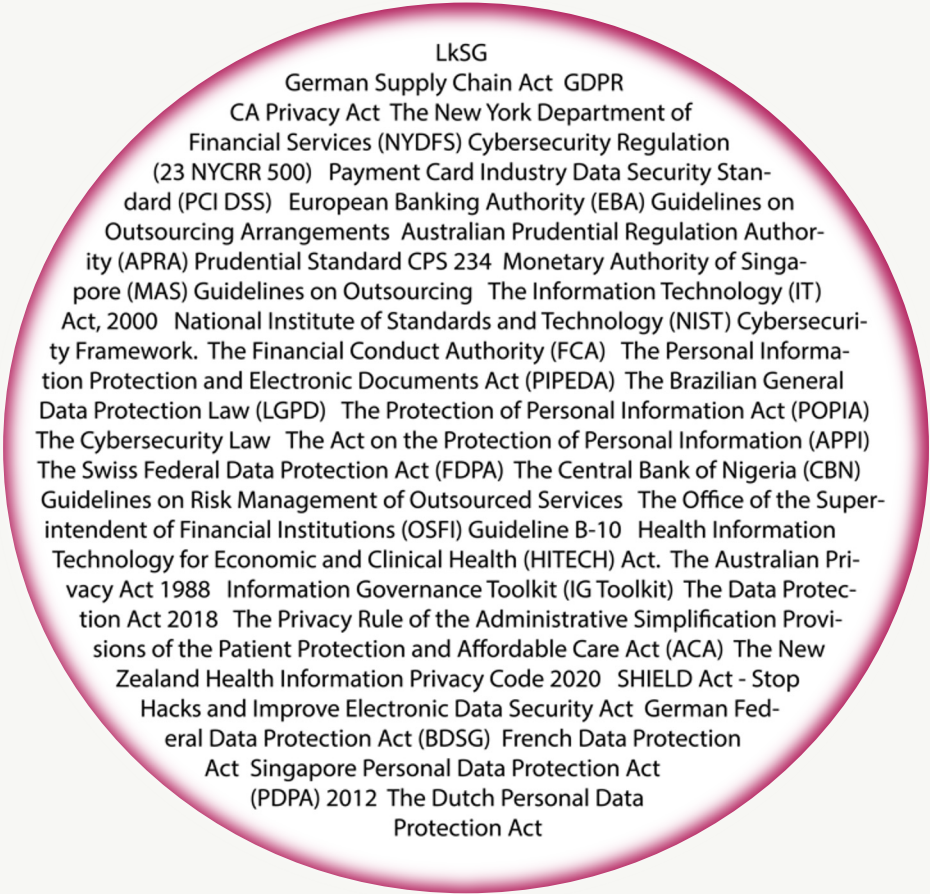 LkSG
German Supply Chain Act GDPR
CA Privacy Act The New York Department of
Financial Services (NYDFS) Cybersecurity Regulation
(23 NYCRR 500) Payment Card Industry Data Security Stan-
dard (PCI DSS) European Banking Authority (EBA) Guidelines on
Outsourcing Arrangements Australian Prudential Regulation Author-
ity (APRA) Prudential Standard CPS 234 Monetary Authority of Singa-
pore (MAS) Guidelines on Outsourcing The Information Technology (IT)
Act, 2000 National Institute of Standards and Technology (NIST) Cybersecuri-
ty Framework. The Financial Conduct Authority (FCA) The Personal Informa-
tion Protection and Electronic Documents Act (PIPEDA) The Brazilian General
Data Protection Law (LGPD) The Protection of Personal Information Act (POPIA)
The Cybersecurity Law The Act on the Protection of Personal Information (APPI)
The Swiss Federal Data Protection Act (FDPA) The Central Bank of Nigeria (CBN)
Guidelines on Risk Management of Outsourced Services The Office of the Super-
intendent of Financial Institutions (OSFI) Guideline B-10 Health Information
Technology for Economic and Clinical Health (HITECH) Act. The Australian Pri-
vacy Act 1988 Information Governance Toolkit (IG Toolkit) The Data Protec-
tion Act 2018 The Privacy Rule of the Administrative Simplification Provi-
sions of the Patient Protection and Affordable Care Act (ACA) The New
Zealand Health Information Privacy Code 2020 SHIELD Act - Stop
Hacks and Improve Electronic Data Security Act German Fed-
eral Data Protection Act (BDSG) French Data Protection
Act Singapore Personal Data Protection Act
(PDPA) 2012 The Dutch Personal Data
Protection Act